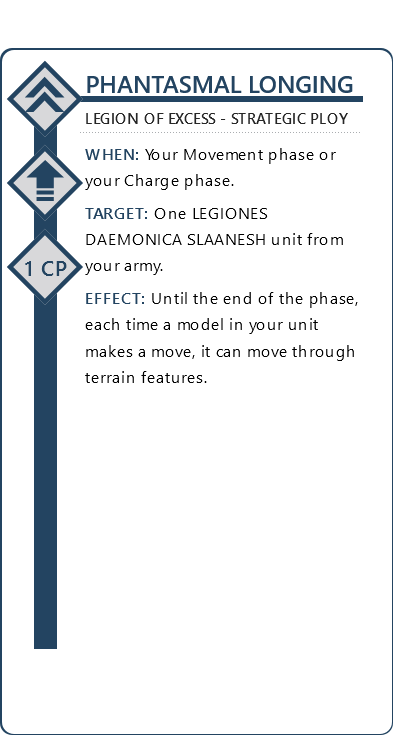 PHANTASMAL LONGING
LEGION OF EXCESS - STRATEGIC PLOY
WHEN: Your Movement phase or
your Charge phase.
TARGET: One LEGIONES
DAEMONICA SLAANESH unit from
your army.
1 CP
EFFECT: Until the end of the phase,
each time a model in your unit
makes a move, it can move through
terrain features.